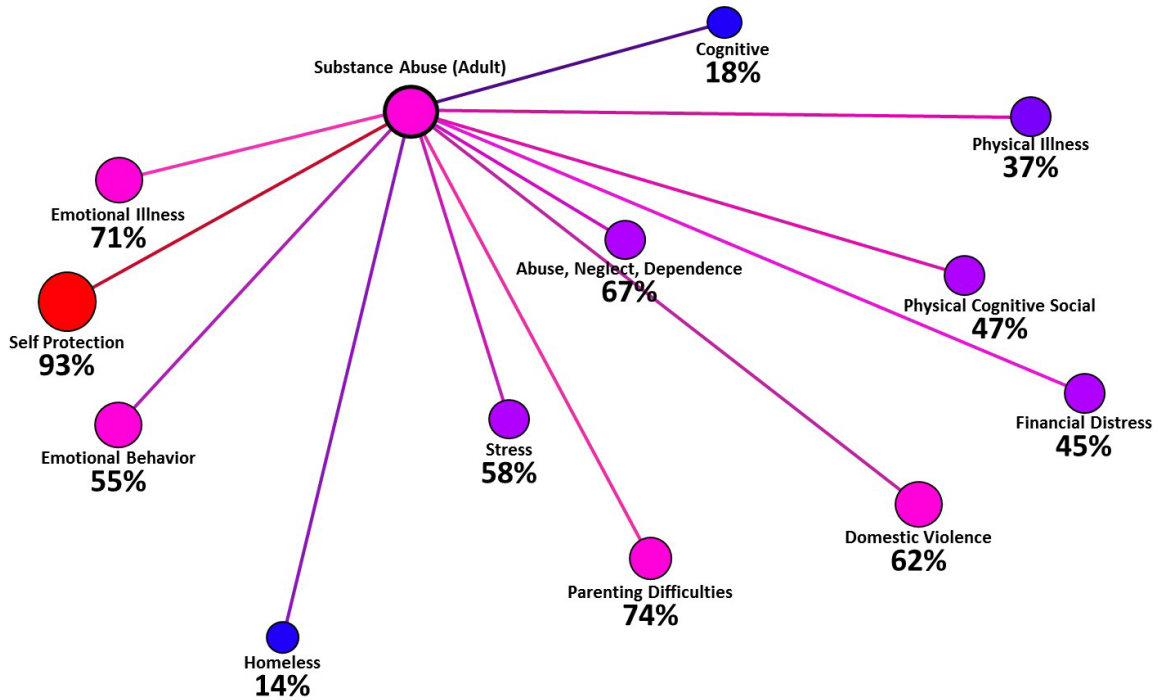 Cognitive
18%
Substance Abuse (Adult)
Physical Illness
37%
Emotional Illness
71%
Abuse, Neglect, Dependence
67%
Physical Cognitive Social
47%
Self Protection
93%
Financial Distress
45%
Emotional Behavior
55%
Stress
58%
Domestic Violence
62%
Parenting Difficulties
74%
Homeless
14%